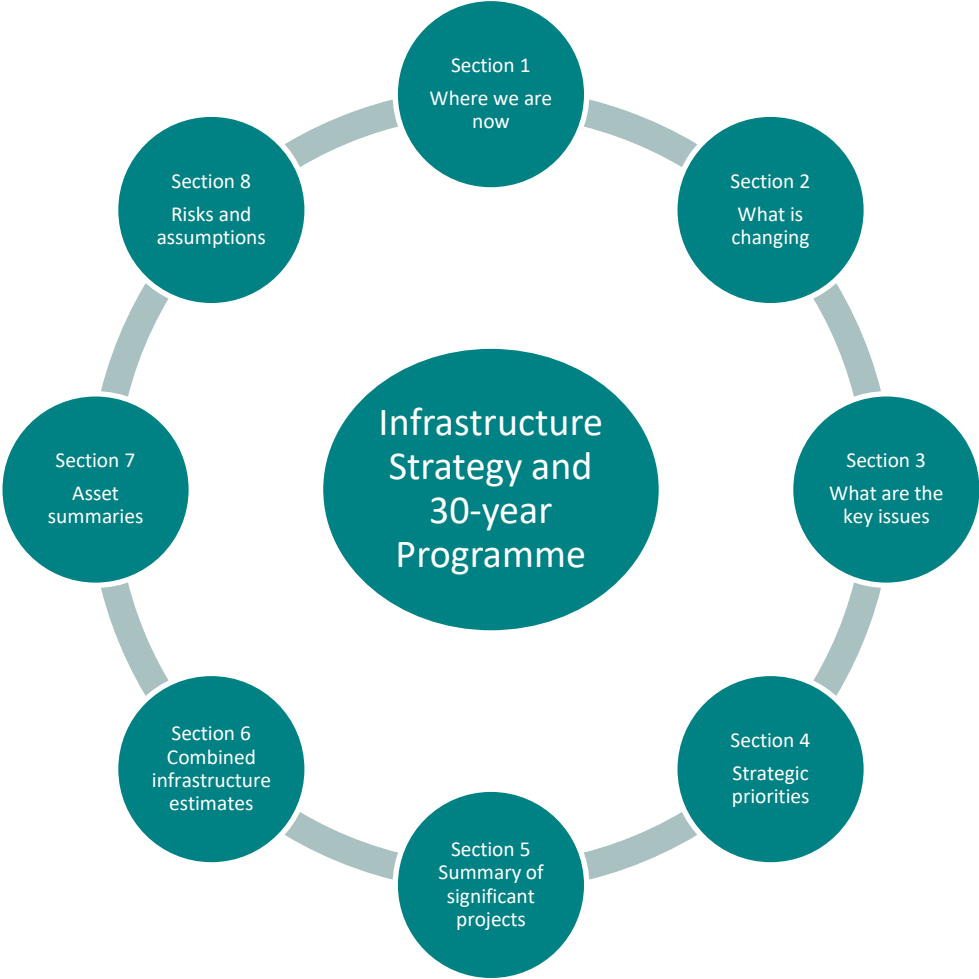 Section 1
Where we are
now
Section 2
What is
changing
Section 3
What are the
key issues
Section 4
Strategic
priorities
Section 5
Summary of
significant
projects
Section 6
Combined
infrastructure
estimates
Section 7
Asset
summaries
Section 8
Risks and
assumptions
Infrastructure
Strategy and
30-year
Programme